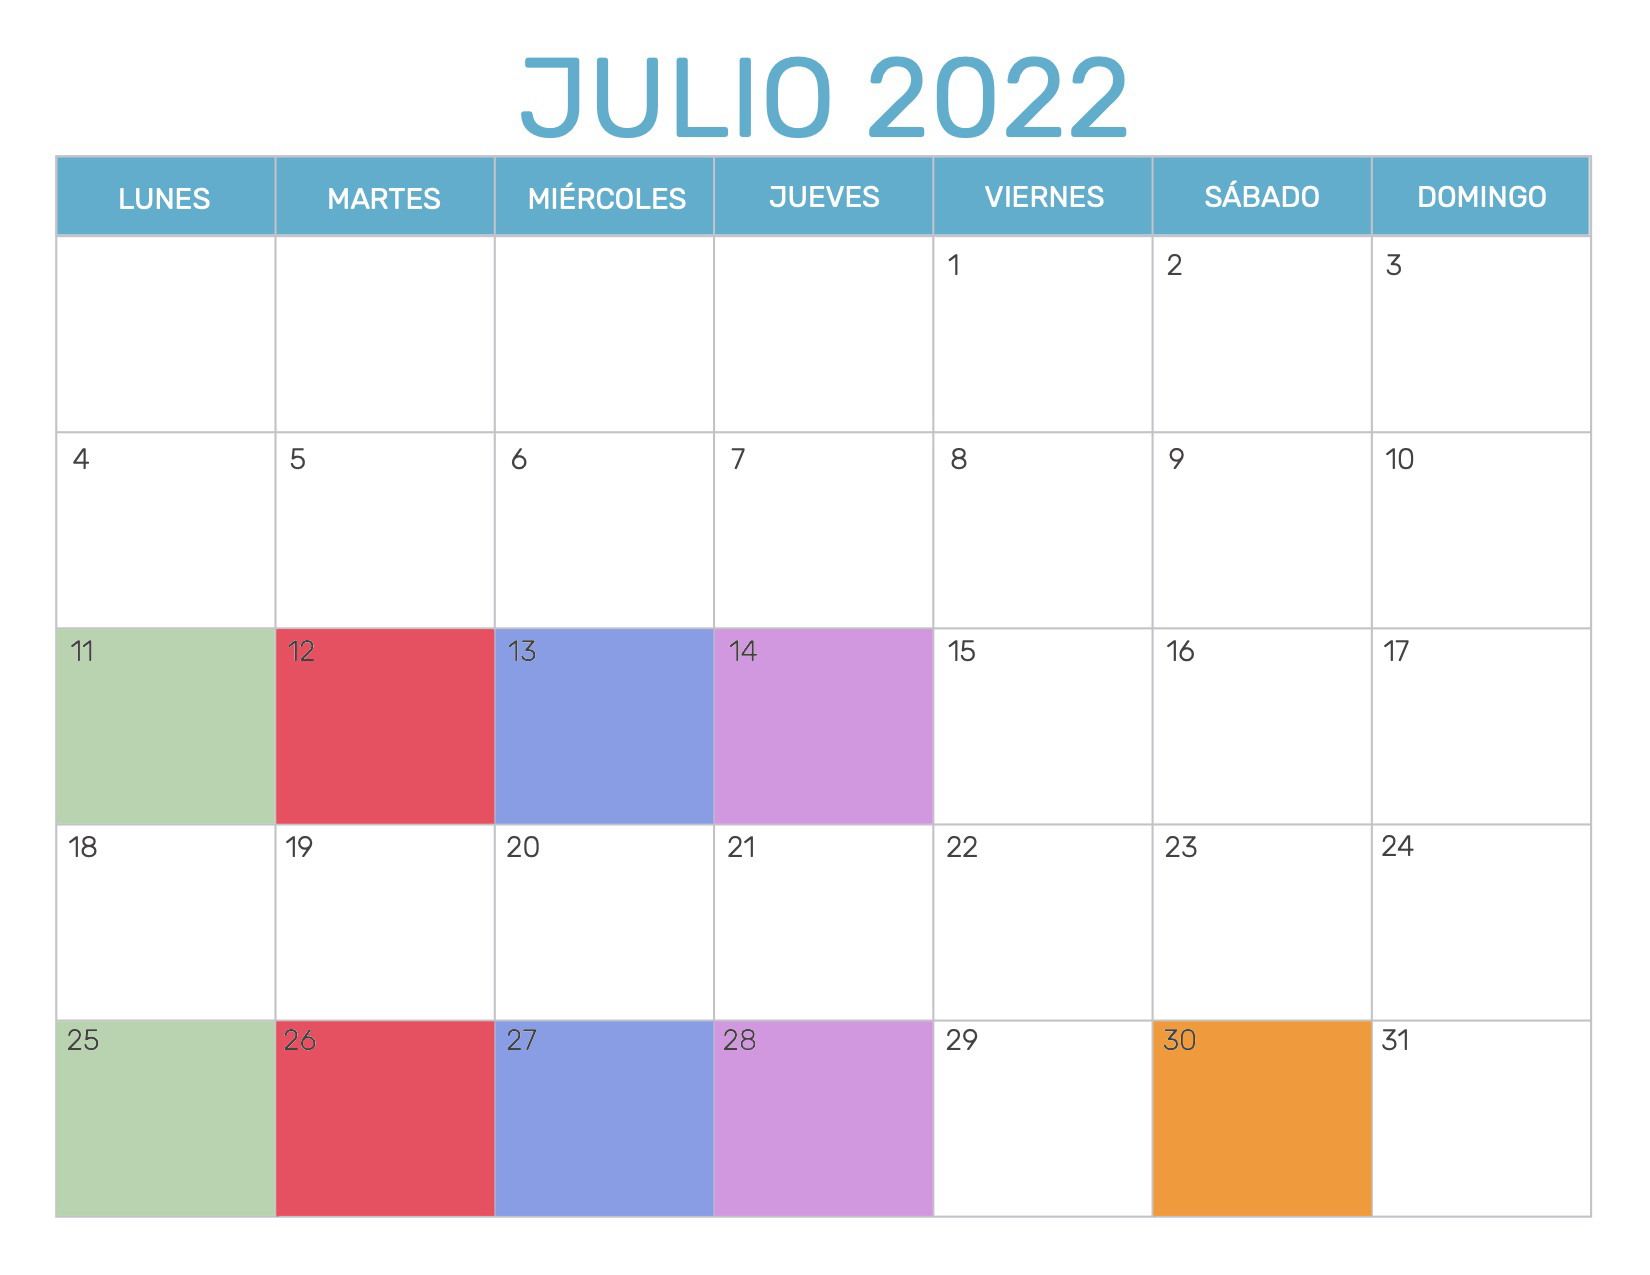 JULIO 2022
LUNES MARTES MIÉRCOLES JUEVES VIERNES SÁBADO DOMINGO
1 2 3
4 5 6 7 8 9 10
11 12 13 14 15 16 17
18 19 20 21 22 23 24
25 26 27 28 29 30 31